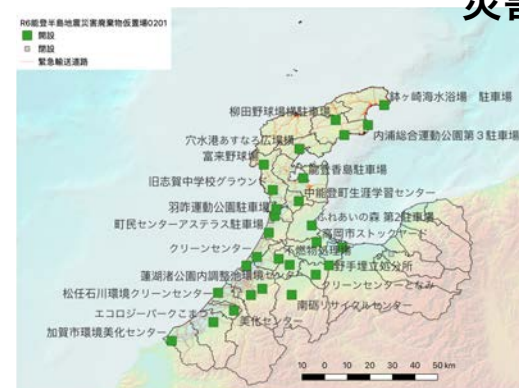 災害
R6能登半島地震災害廃棄物仮置場0201
開設
閉設
緊急輸送道路
鉢ヶ崎海水浴場 駐車場
柳田野球場横駐車場
内浦総合運動公園第3駐車場
穴水港あすなろ広場横
富来野球場
能登香島駐車場
旧志賀中学校グラウン
中能登町生涯学習センター
羽咋運動公園駐車場
ふれあいの森 第2駐車場
町民センターアステラス駐車場
高岡市ストックヤード
クリーンセンター
不燃物処理場
野手埋立処分所
蓮湖渚公園内調整池環境センター
クリーンセンターとなみ
松任石川環境クリーンセンター
南砺リサイクルセンター
エコロジーパークこまつ
美化センター
加賀市環境美化センター
10 0 10 20 30 40 50 km